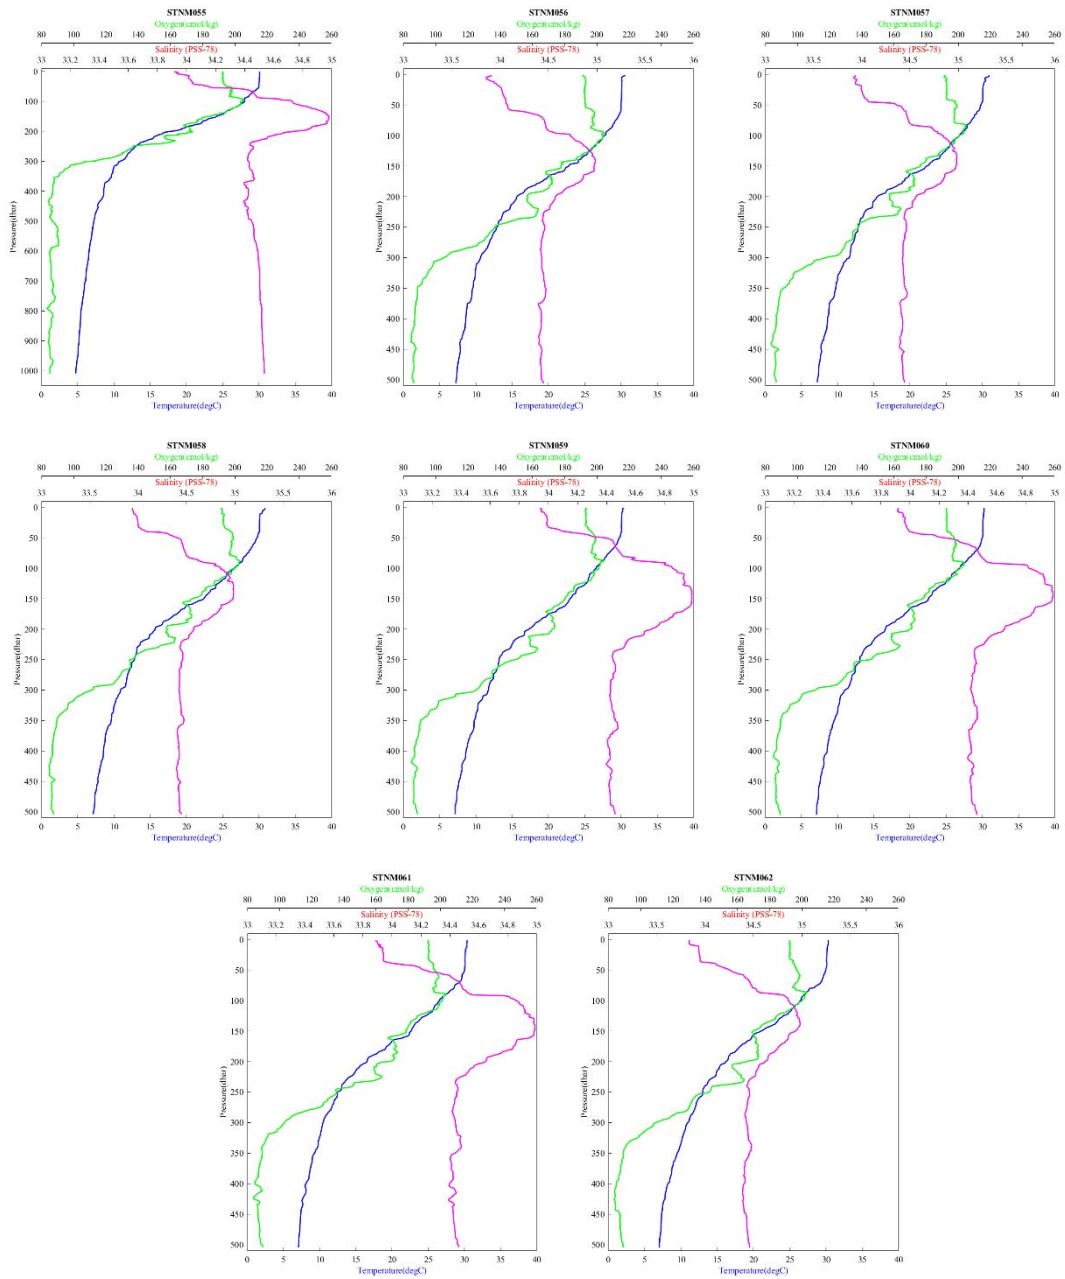 STNM055
Oxygen(umol/kg)
80 100 120 140 160 180 200 220 240 260
Salinity (PSS-78)
33 33.2 33.4 33.6 33.8 34 34.2 34.4 34.6 34.8 35
0
100
200
300
400
500
600
700
800
900
1000
Pressure(dbar)
0 5 10 15 20 25 30 35 40
Temperature(degC)
STNM056
Oxygen(umol/kg)
80 100 120 140 160 180 200 220 240 260
Salinity (PSS-78)
33 33.5 34 34.5 35 35.5 36
0
50
100
150
200
250
300
350
400
450
500
Pressure(dbar)
0 5 10 15 20 25 30 35 40
Temperature(degC)
STNM057
Oxygen(umol/kg)
80 100 120 140 160 180 200 220 240 260
Salinity (PSS-78)
33 33.5 34 34.5 35 35.5 36
0
50
100
150
200
250
300
350
400
450
500
Pressure(dbar)
0 5 10 15 20 25 30 35 40
Temperature(degC)
STNM058
Oxygen(umol/kg)
80 100 120 140 160 180 200 220 240 260
Salinity (PSS-78)
33 33.5 34 34.5 35 35.5 36
0
50
100
150
200
250
300
350
400
450
500
Pressure(dbar)
0 5 10 15 20 25 30 35 40
Temperature(degC)
STNM059
Oxygen(umol/kg)
80 100 120 140 160 180 200 220 240 260
Salinity (PSS-78)
33 33.2 33.4 33.6 33.8 34 34.2 34.4 34.6 34.8 35
0
50
100
150
200
250
300
350
400
450
500
Pressure(dbar)
0 5 10 15 20 25 30 35 40
Temperature(degC)
STNM060
Oxygen(umol/kg)
80 100 120 140 160 180 200 220 240 260
Salinity (PSS-78)
33 33.2 33.4 33.6 33.8 34 34.2 34.4 34.6 34.8 35
0
50
100
150
200
250
300
350
400
450
500
Pressure(dbar)
0 5 10 15 20 25 30 35 40
Temperature(degC)
STNM061
Oxygen(umol/kg)
80 100 120 140 160 180 200 220 240 260
Salinity (PSS-78)
33 33.2 33.4 33.6 33.8 34 34.2 34.4 34.6 34.8 35
0
50
100
150
200
250
300
350
400
450
500
Pressure(dbar)
0 5 10 15 20 25 30 35 40
Temperature(degC)
STNM062
Oxygen(umol/kg)
80 100 130 140 160 180 200 220 240 260
Salinity (PSS-78)
33 33.5 34 34.5 35 35.5 36
0
50
100
150
200
250
300
350
400
450
500
Pressure(dbar)
0 5 10 15 20 25 30 35 40
Temperature(degC)